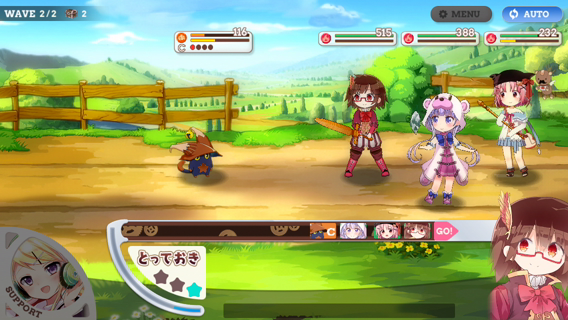 WAVE 2/2 2
MENU
AUTO
116
C
515
388
232
C
GO!
とっておき
SUPPORT